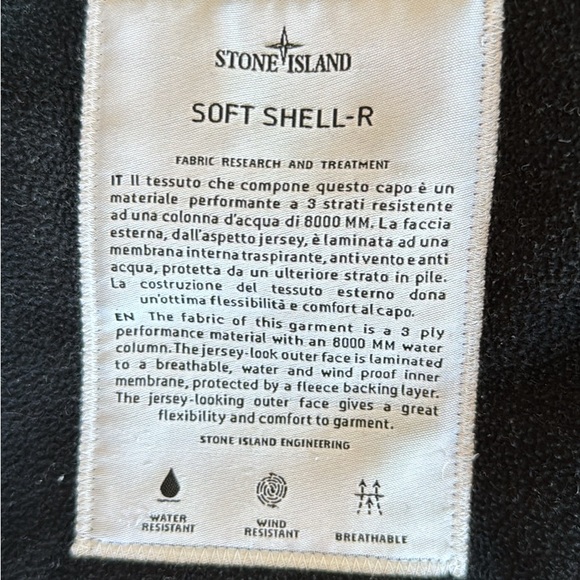 STONE ISLAND
SOFT SHELL-R
FABRIC RESEARCH AND TREATMENT
IT Il tessuto che compone questo capo è un
materiale performante a 3 strati resistente
ad una colonna d'acqua di 8000 MM. La faccia
esterna, dall'aspetto jersey, è laminata ad una
membrana interna traspirante, anti vento e anti
acqua, protetta da un ulteriore strato in pile.
La costruzione del tessuto esterno dona
un'ottima flessibilità e comfort al capo.
EN The fabric of this garment is a 3 ply
performance material with an 8000 MM water
column. The jersey-look outer face is laminated
to a breathable, water and wind proof inner
membrane, protected by a fleece backing layer.
The jersey-looking outer face gives a great
flexibility and comfort to garment.
STONE ISLAND ENGINEERING
WATER
RESISTANT
WIND
RESISTANT
BREATHABLE